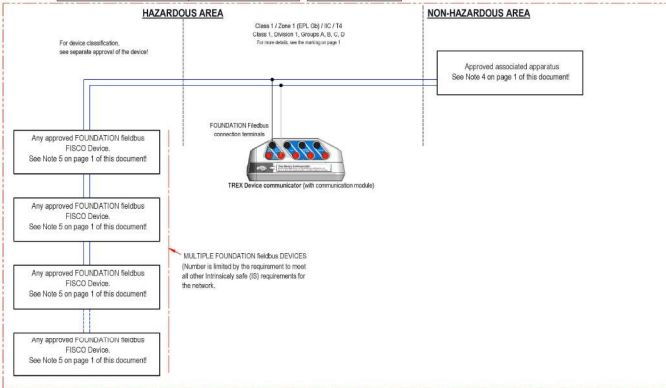 HAZARDOUS AREA
NON-HAZARDOUS AREA
For device classification,
see separate approval of the device!
Class 1 / Zone 1 (EPL Gb) / IIC / T4
Class 1, Division 1, Groups A, B, C, D
For more details, see the marking on page 1
Approved associated apparatus
See Note 4 on page 1 of this document!
FOUNDATION Fiedbus
connection terminals
TREX Device communicator (with communication module)
Any approved FOUNDATION fieldbus
FISCO Device.
See Note 5 on page 1 of this document!
Any approved FOUNDATION fieldbus
FISCO Device.
See Note 5 on page 1 of this document!
Any approved FOUNDATION fieldbus
FISCO Device.
See Note 5 on page 1 of this document!
Any approved FOUNDATION fieldbus
FISCO Device.
See Note 5 on page 1 of this document!
MULTIPLE FOUNDATION fieldbus DEVICES
(Number is limited by the requirement to meet
all other Intrinsicaly safe (IS) requirements for
the network.